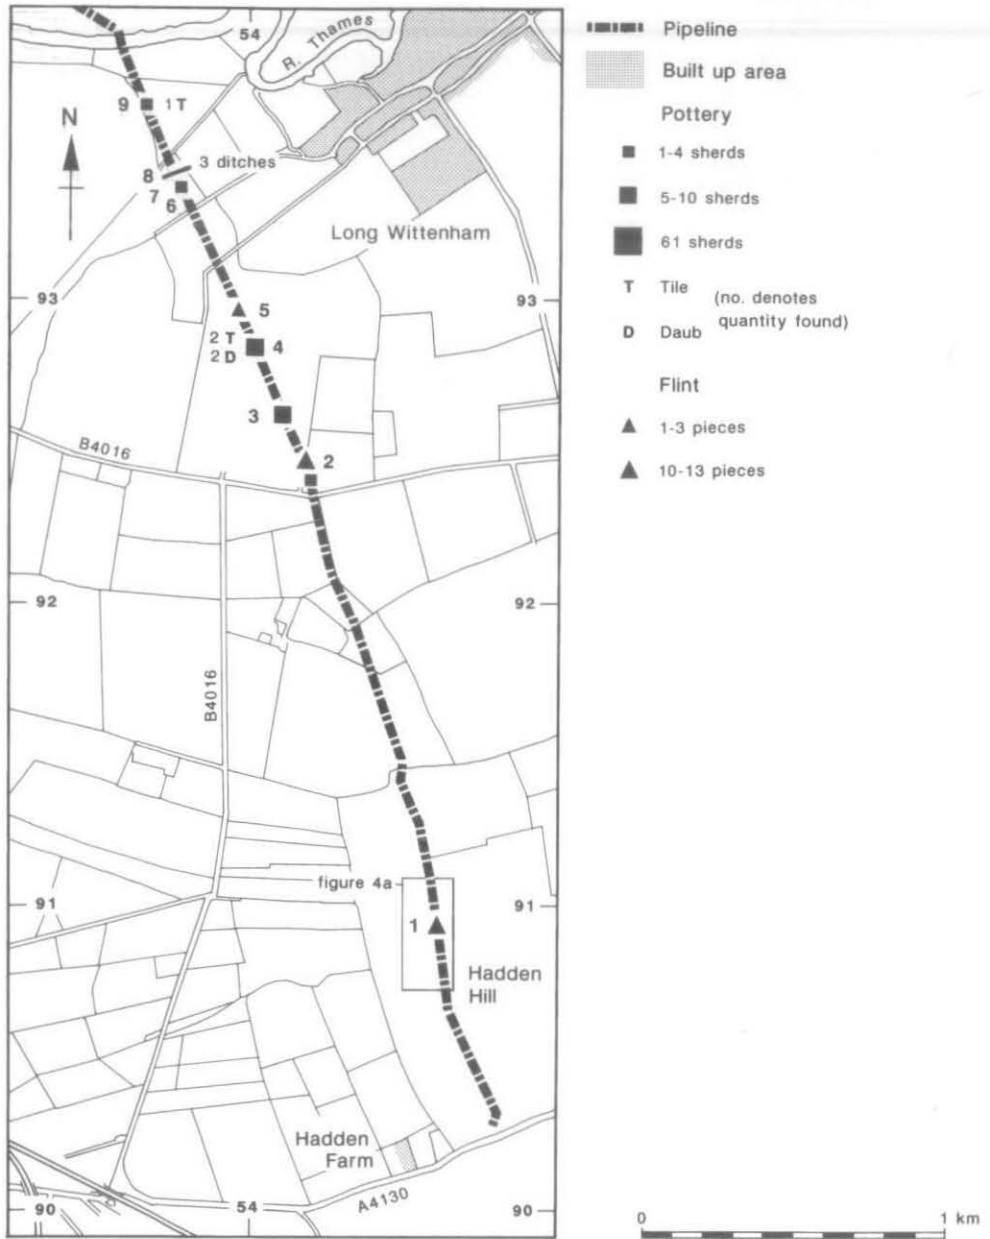 54
R. Thames
9
1 T
N
3 ditches
8
7
6
Long Wittenham
93
93
5
2 T
2 D
4
3
B4016
2
92
92
B4016
figure 4a
91
91
1
Hadden
Hill
Hadden
Farm
A4130
90
54
90
Pipeline
Built up area
Pottery
1-4 sherds
5-10 sherds
61 sherds
T Tile
(no. denotes
quantity found)
D Daub
Flint
1-3 pieces
10-13 pieces
0
1 km